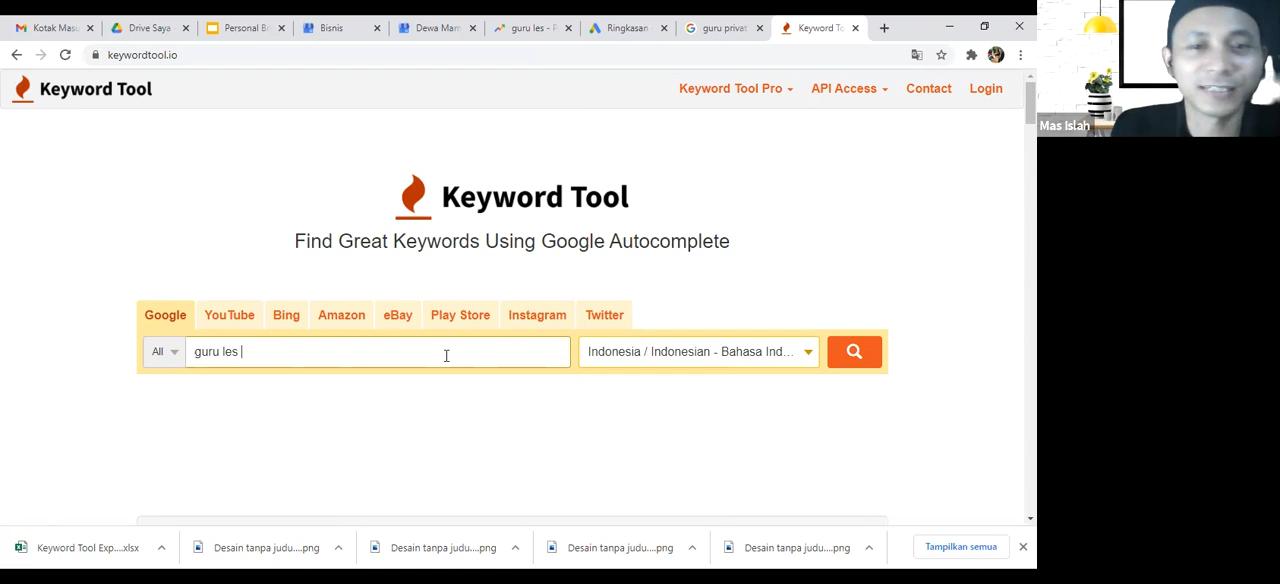 Kotak Masu
Drive Saya
Personal B
Bisnis
Dewa Mam
guru les - P
Ringkasan
guru privat
Keyword To
keywordtool.io
Keyword Tool
Keyword Tool Pro
API Access
Contact
Login
Mas Islah
Keyword Tool
Find Great Keywords Using Google Autocomplete
Google
YouTube
Bing
Amazon
eBay
Play Store
Instagram
Twitter
All
guru les
Indonesia / Indonesian - Bahasa Ind...
Keyword Tool Exp....xlsx
Desain tanpa judu....png
Desain tanpa judu....png
Desain tanpa judu....png
Desain tanpa judu....png
Tampilkan semua